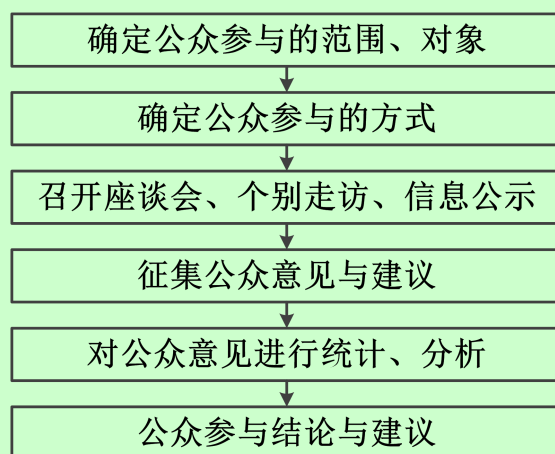 确定公众参与的范围、对象
确定公众参与的方式
召开座谈会、个别走访、信息公示
征集公众意见与建议
对公众意见进行统计、分析
公众参与结论与建议